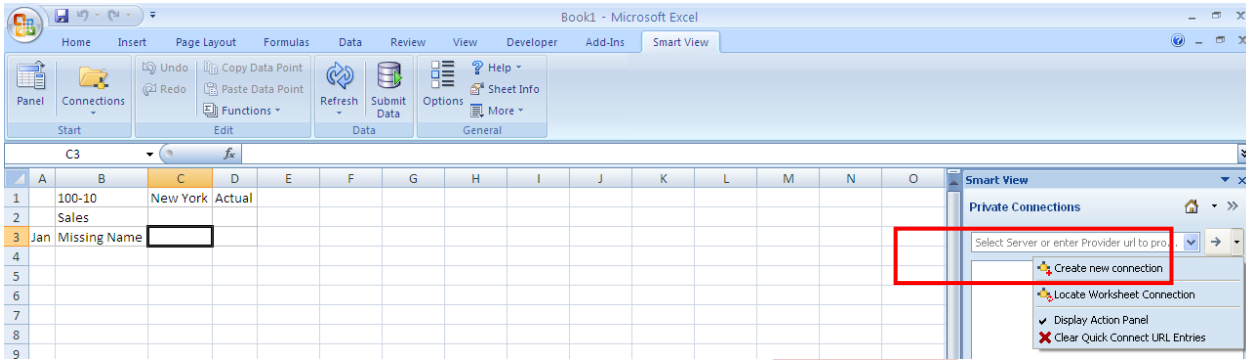 Book1 - Microsoft Excel
Home Insert Page Layout Formulas Data Review View Developer Add-Ins Smart View
Panel
Connections
Start
Undo
Redo
Copy Data Point
Paste Data Point
Functions
Edit
Refresh
Submit Data
Data
Options
Help
Sheet Info
More
General
C3 fx
A B C D E F G H I J K L M N O
1 100-10 New York Actual
2 Sales
3 Jan Missing Name
4
5
6
7
8
9
Smart View
Private Connections
Select Server or enter Provider url to pro...
Create new connection
Locate Worksheet Connection
Display Action Panel
Clear Quick Connect URL Entries